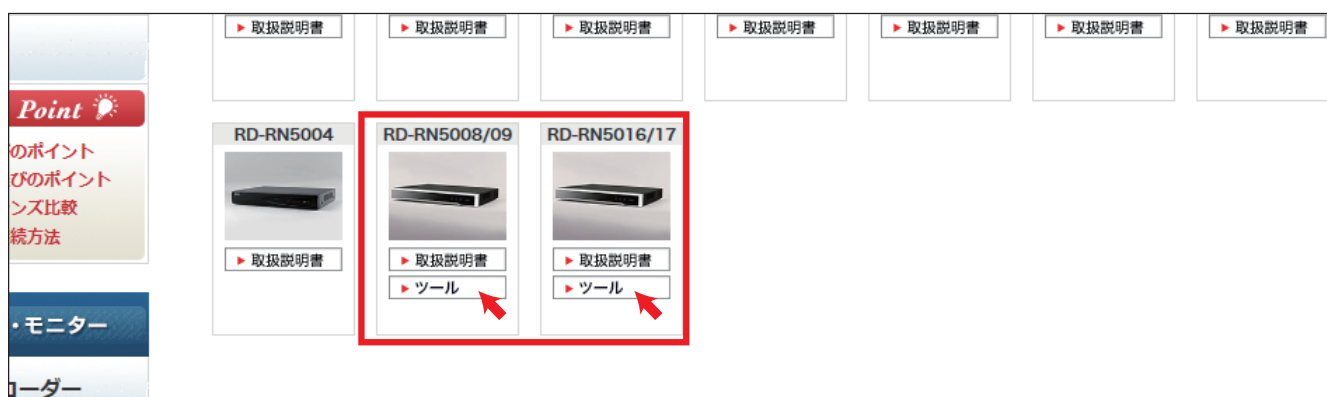 取扱説明書
取扱説明書
取扱説明書
取扱説明書
取扱説明書
取扱説明書
取扱説明書
Point
のポイント
びのポイント
ンズ比較
続方法
・モニター
コーダー
RD-RN5004
取扱説明書
RD-RN5008/09
取扱説明書
ツール
RD-RN5016/17
取扱説明書
ツール